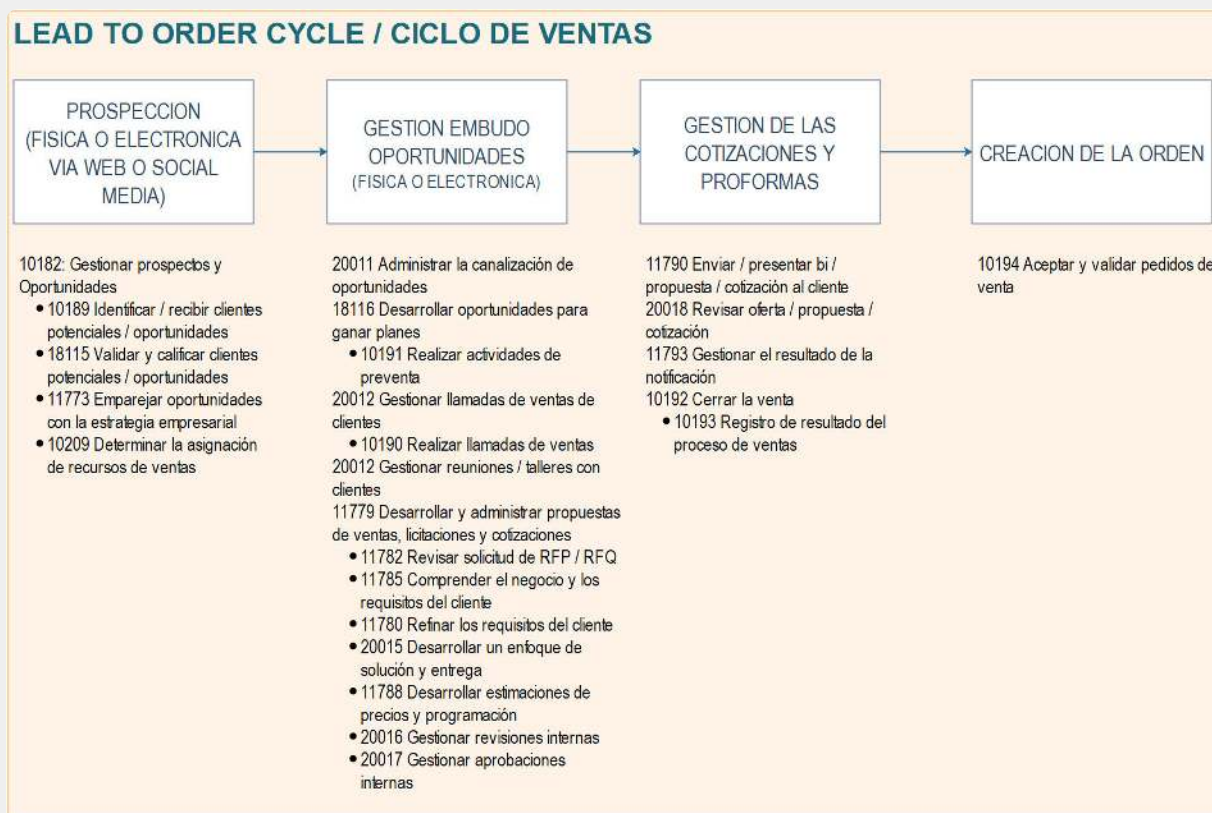 LEAD TO ORDER CYCLE / CICLO DE VENTAS
PROSPECCION
(FISICA O ELECTRONICA
VIA WEB O SOCIAL
MEDIA)
GESTION EMBUDO
OPORTUNIDADES
(FISICA O ELECTRONICA)
GESTION DE LAS
COTIZACIONES Y
PROFORMAS
CREACION DE LA ORDEN
10182: Gestionar prospectos y
Oportunidades
• 10189 Identificar / recibir clientes
potenciales / oportunidades
• 18115 Validar y calificar clientes
potenciales / oportunidades
• 11773 Emparejar oportunidades
con la estrategia empresarial
• 10209 Determinar la asignación
de recursos de ventas
20011 Administrar la canalización de
oportunidades
18116 Desarrollar oportunidades para
ganar planes
• 10191 Realizar actividades de
preventa
20012 Gestionar llamadas de ventas de
clientes
• 10190 Realizar llamadas de ventas
20012 Gestionar reuniones / talleres con
clientes
11779 Desarrollar y administrar propuestas
de ventas, licitaciones y cotizaciones
• 11782 Revisar solicitud de RFP / RFQ
• 11785 Comprender el negocio y los
requisitos del cliente
• 11780 Refinar los requisitos del cliente
• 20015 Desarrollar un enfoque de
solución y entrega
• 11788 Desarrollar estimaciones de
precios y programación
• 20016 Gestionar revisiones internas
• 20017 Gestionar aprobaciones
internas
11790 Enviar / presentar bi /
propuesta / cotización al cliente
20018 Revisar oferta / propuesta /
cotización
11793 Gestionar el resultado de la
notificación
10192 Cerrar la venta
• 10193 Registro de resultado del
proceso de ventas
10194 Aceptar y validar pedidos de
venta